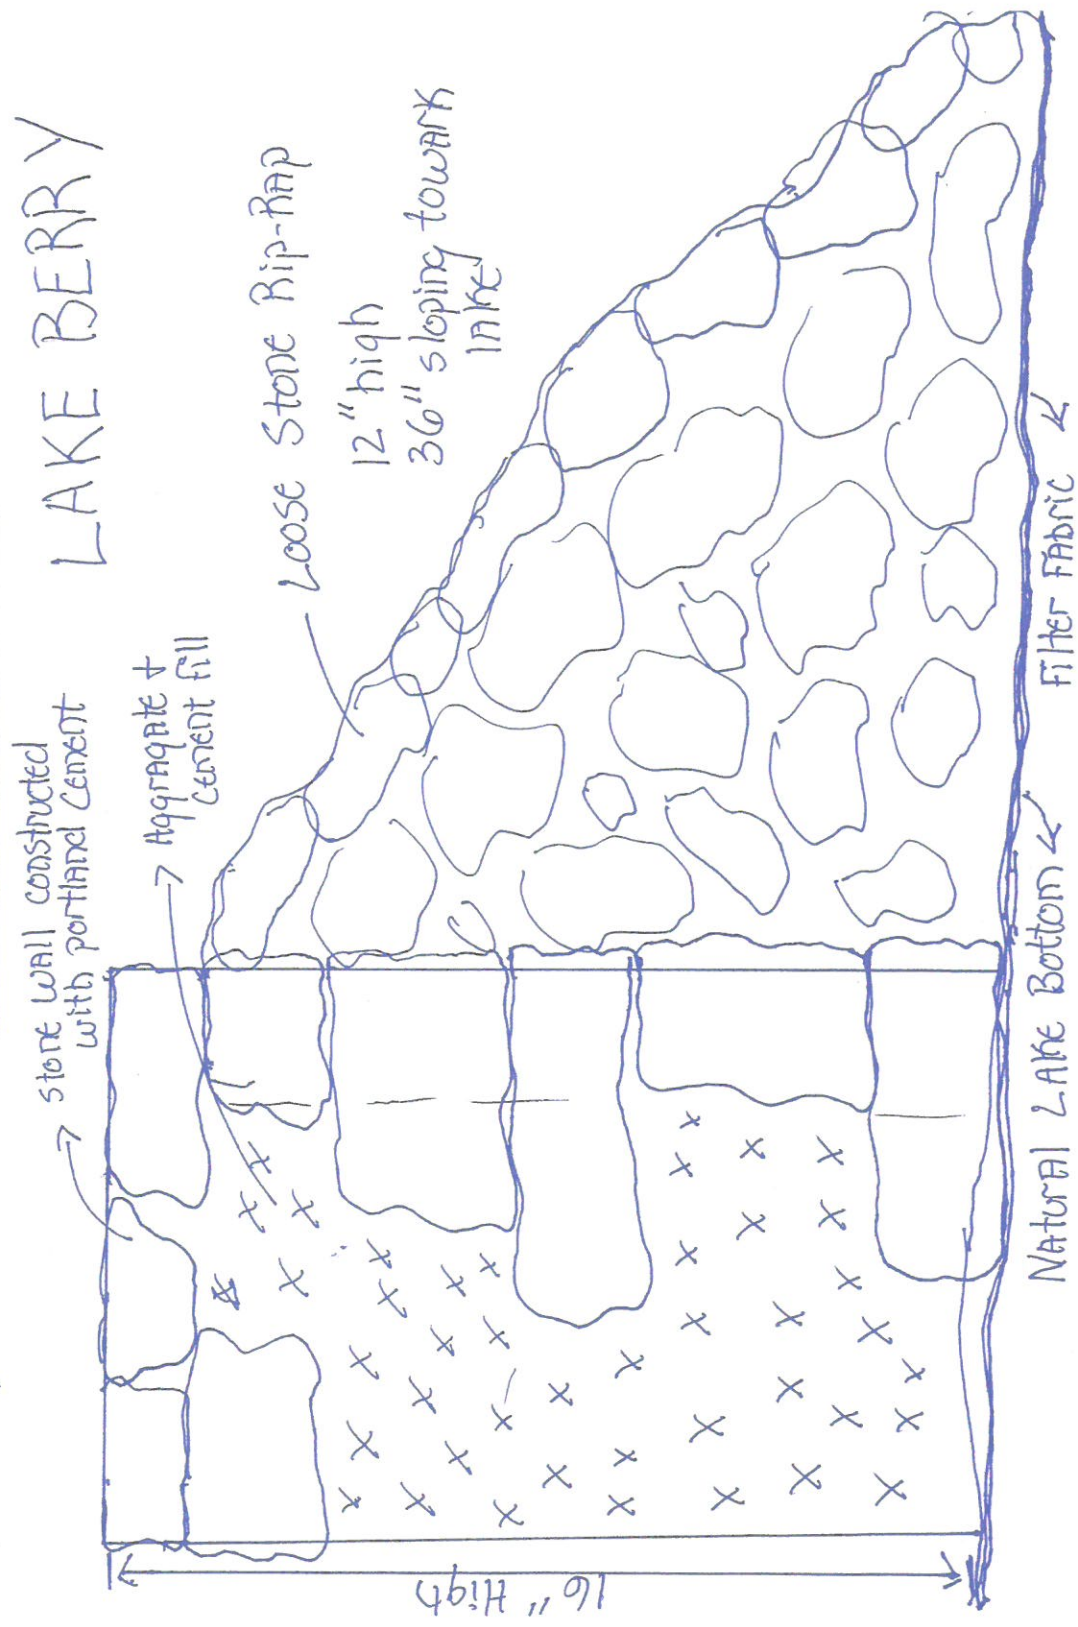 LAKE BERRY
Stone wall constructed
with portland cement
Aggragate +
cement fill
Loose Stone Rip-Rap
12" high
36" sloping towark
lake
16" High
Natural Lake Bottom
Filter Fabric